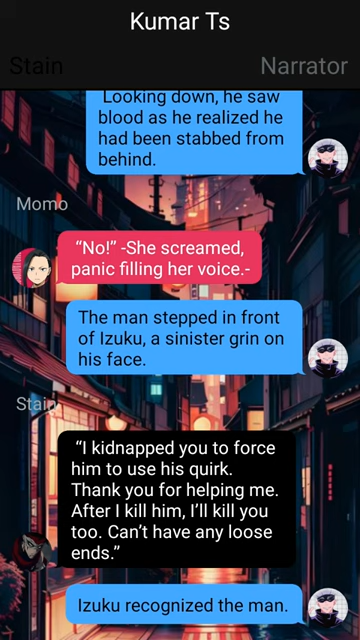 Kumar Ts
Stain
Narrator
Looking down, he saw
blood as he realized he
had been stabbed from
behind.
Momo
“No!” -She screamed,
panic filling her voice.-
The man stepped in front
of Izuku, a sinister grin on
his face.
Stain
“I kidnapped you to force
him to use his quirk.
Thank you for helping me.
After I kill him, I’ll kill you
too. Can’t have any loose
ends.”
Izuku recognized the man.